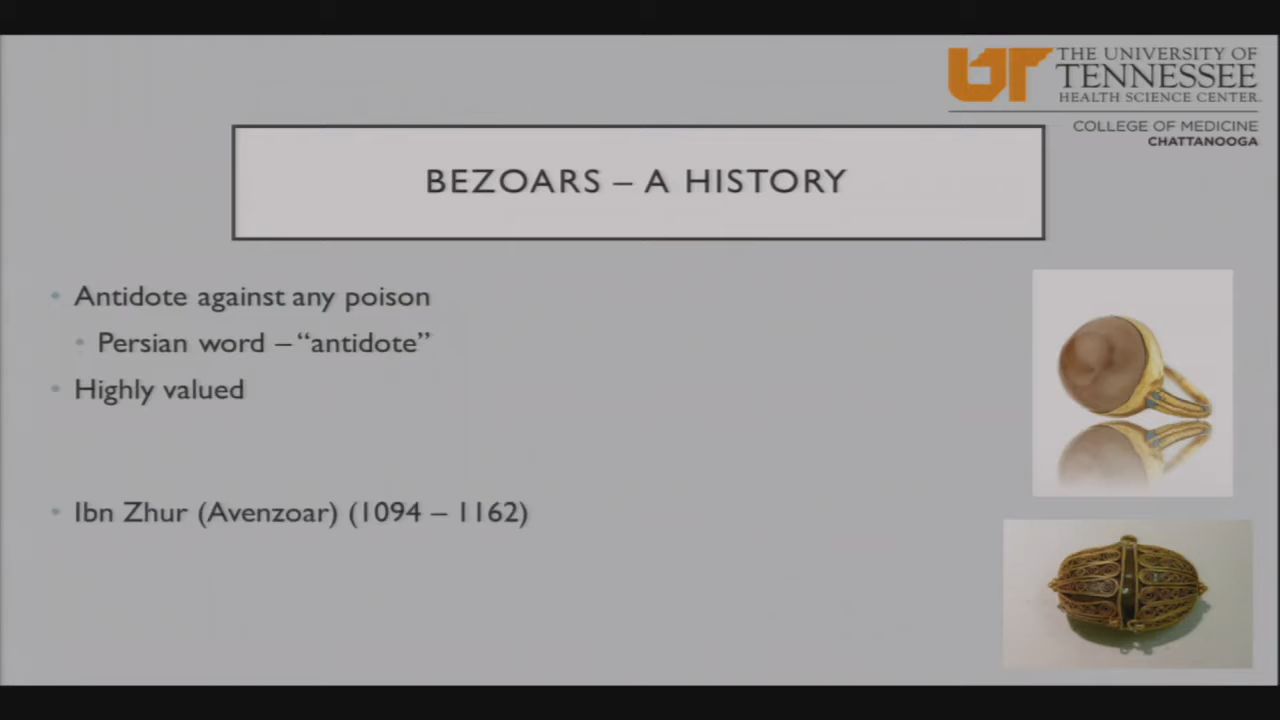 THE UNIVERSITY OF
TENNESSEE
HEALTH SCIENCE CENTER.
COLLEGE OF MEDICINE
CHATTANOOGA
BEZOARS – A HISTORY
• Antidote against any poison
• Persian word – “antidote”
• Highly valued
• Ibn Zhur (Avenzoar) (1094 – 1162)